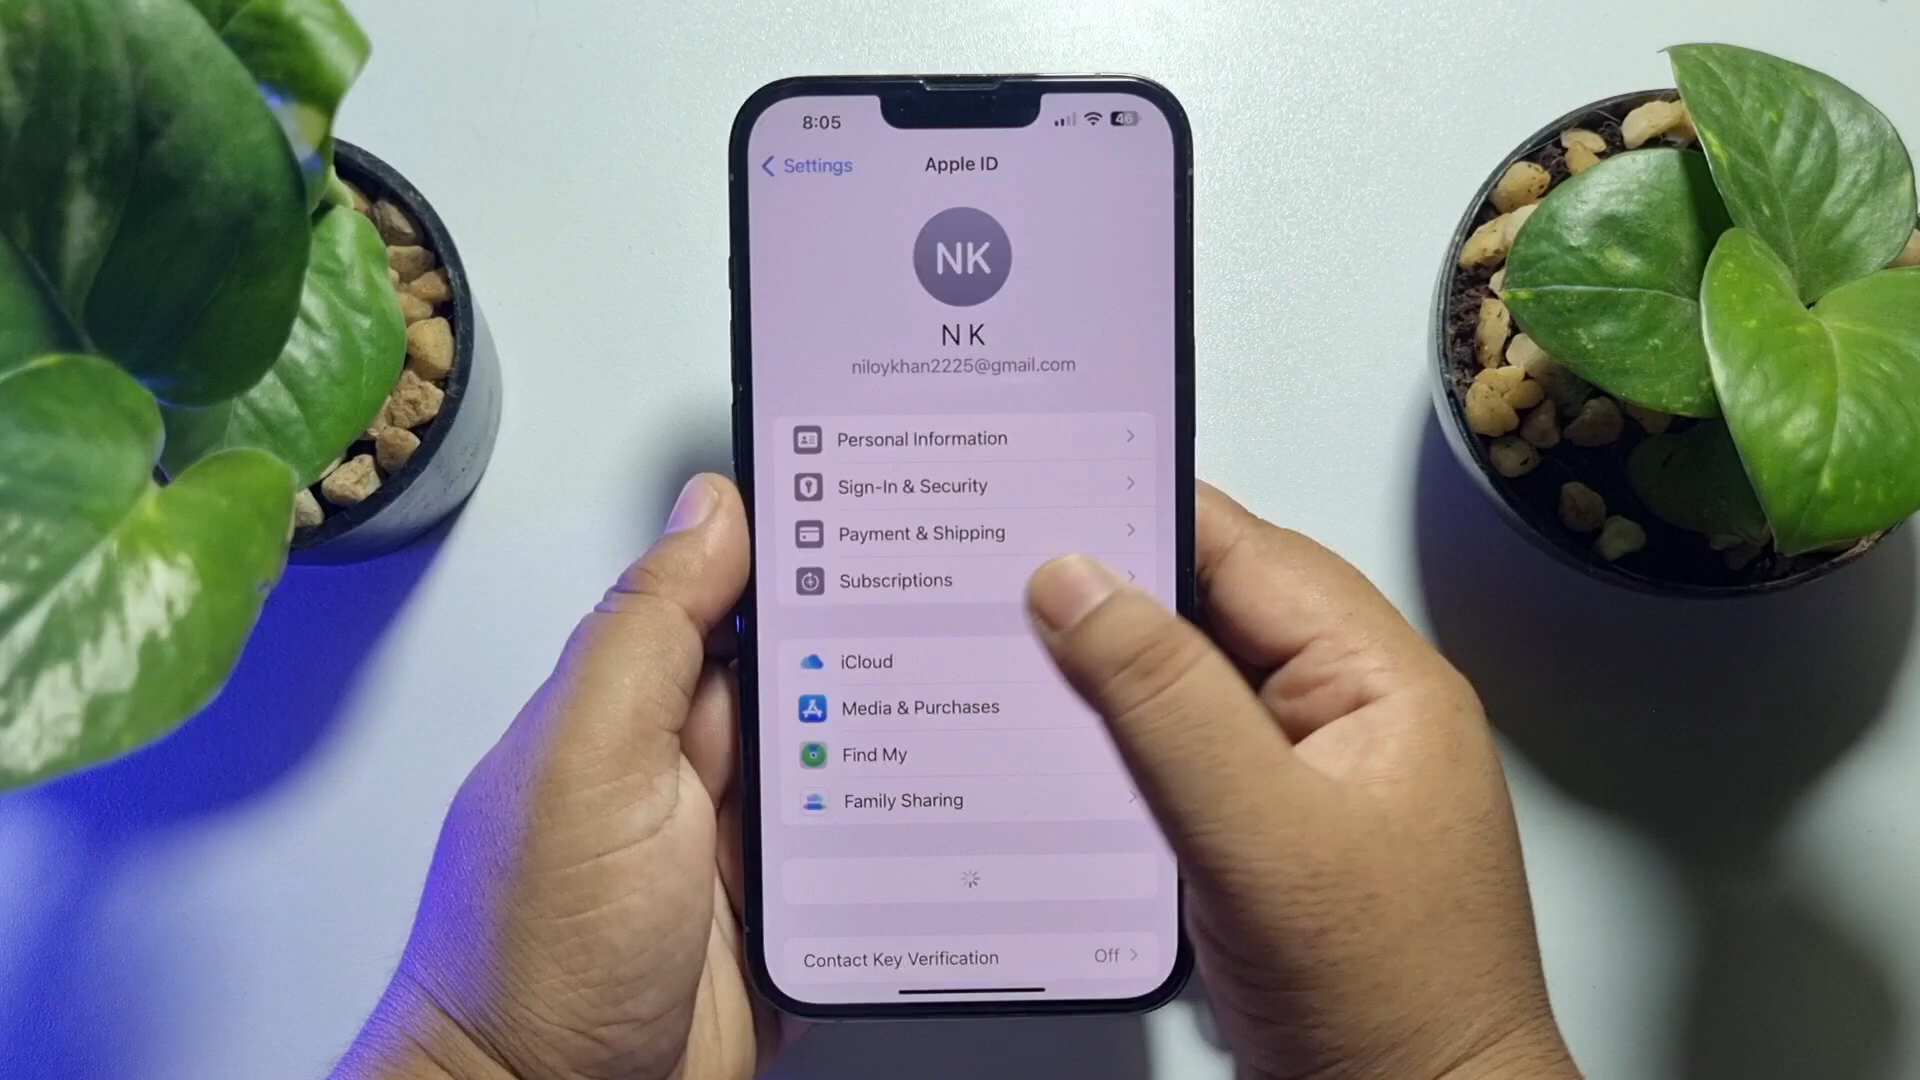 8:05
46
Settings
Apple ID
NK
N K
niloykhan2225@gmail.com
Personal Information
Sign-In & Security
Payment & Shipping
Subscriptions
iCloud
Media & Purchases
Find My
Family Sharing
Contact Key Verification Off